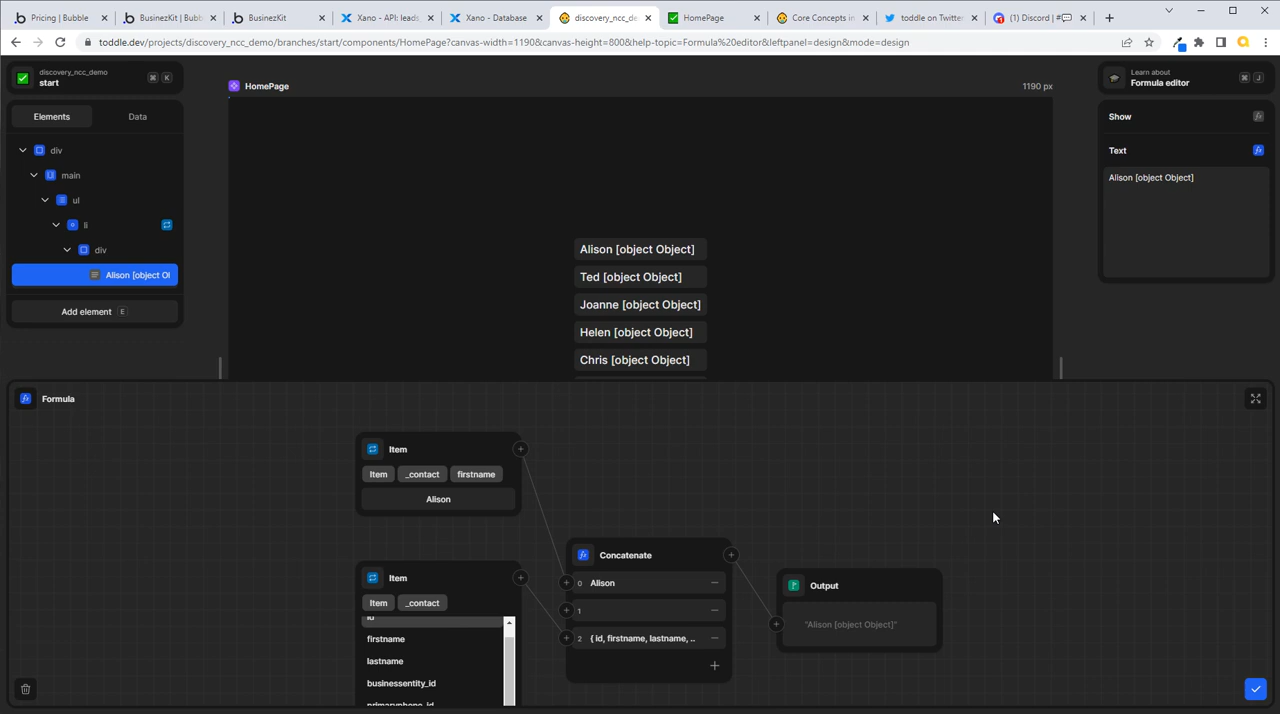 Pricing | Bubble
BusinezKit | Bubb
BusinezKit
Xano - API: leads
Xano - Database
discovery_ncc_de
HomePage
Core Concepts in
toddle on Twitter
(1) Discord | #
toddle.dev/projects/discovery_ncc_demo/branches/start/components/HomePage?canvas-width=1190&canvas-height=800&help-topic=Formula%20editor&leftpanel=design&mode=design
discovery_ncc_demo
start
⌘ K
HomePage
1190 px
Learn about
Formula editor
⌘ J
Elements
Data
Show
div
Text
main
Alison [object Object]
ul
li
div
Alison [object Ol
Add element E
Alison [object Object]
Ted [object Object]
Joanne [object Object]
Helen [object Object]
Chris [object Object]
Formula
Item
Item _contact firstname
Alison
Item
Item _contact
id
firstname
lastname
businessentity_id
primaryphone_id
Concatenate
0 Alison
1
2 { id, firstname, lastname, ..
Output
"Alison [object Object]"